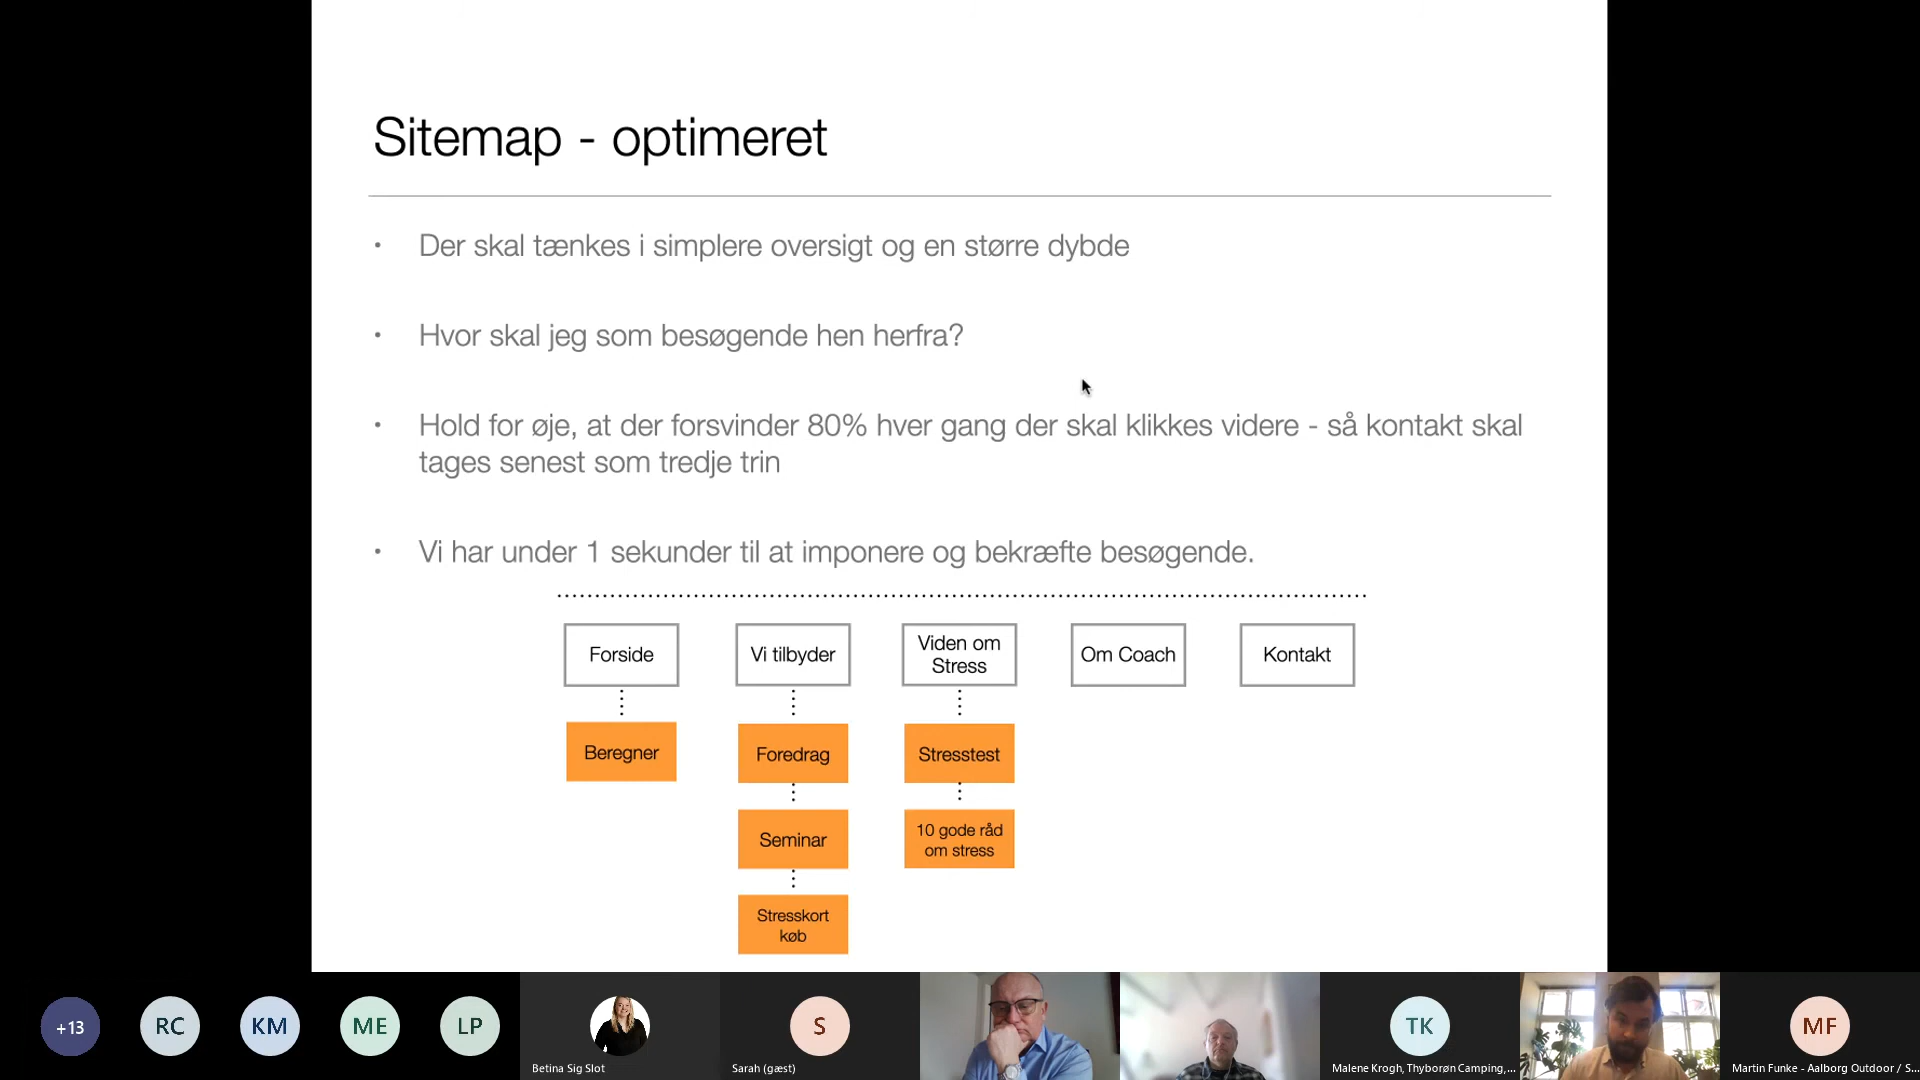 Sitemap - optimeret
• Der skal tænkes i simplere oversigt og en større dybde
• Hvor skal jeg som besøgende hen herfra?
• Hold for øje, at der forsvinder 80% hver gang der skal klikkes videre - så kontakt skal
tages senest som tredje trin
• Vi har under 1 sekunder til at imponere og bekræfte besøgende.
Forside
Vi tilbyder
Viden om
Stress
Om Coach
Kontakt
Beregner
Foredrag
Stresstest
Seminar
10 gode råd
om stress
Stresskort
køb
+13
RC
KM
ME
LP
Betina Sig Slot
S
Sarah (gæst)
TK
Malene Krogh, Thyborøn Camping,...
MF
Martin Funke - Aalborg Outdoor / S...